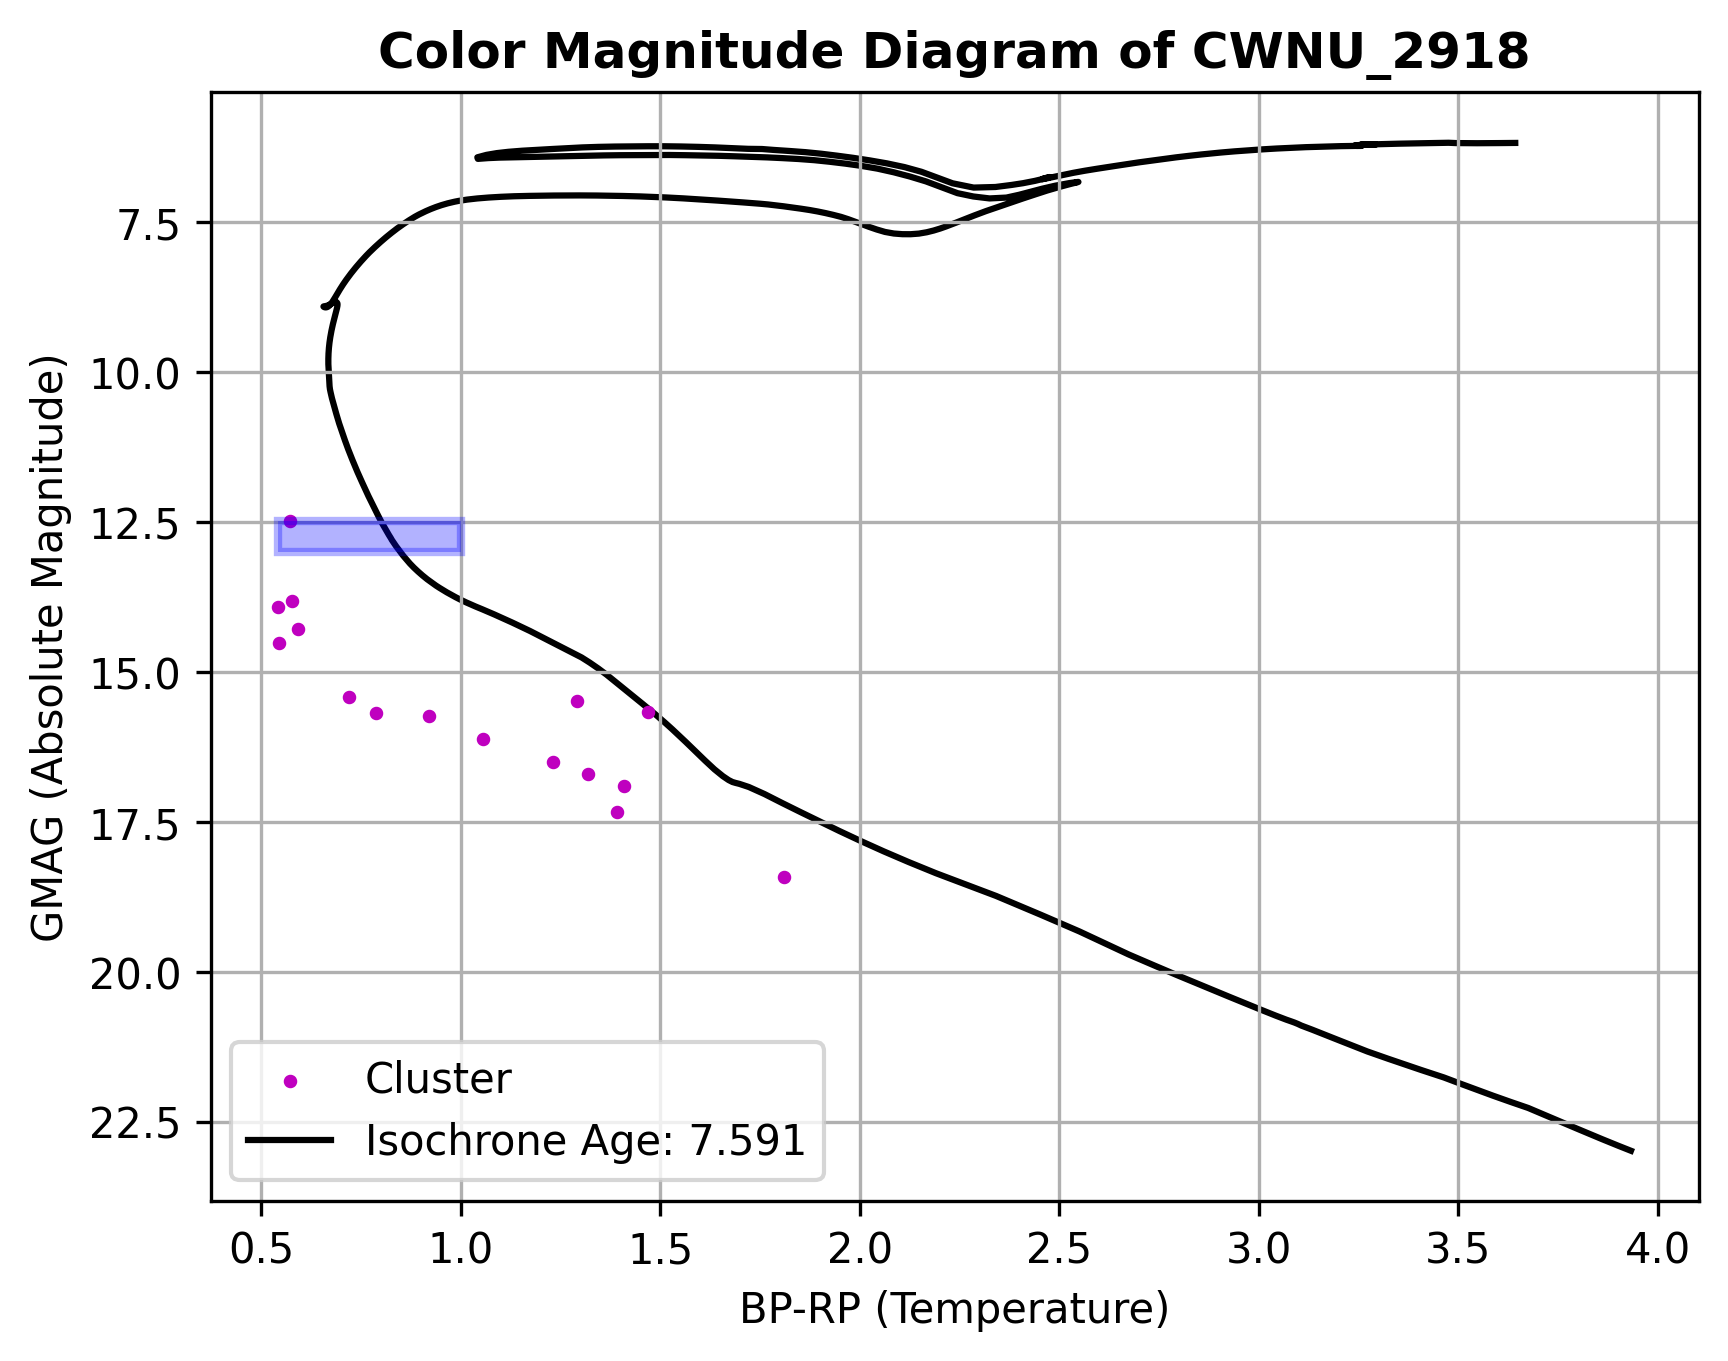 Color Magnitude Diagram of CWNU_2918
GMAG (Absolute Magnitude)
7.5
10.0
12.5
15.0
17.5
20.0
22.5
Cluster
Isochrone Age: 7.591
0.5 1.0 1.5 2.0 2.5 3.0 3.5 4.0
BP-RP (Temperature)